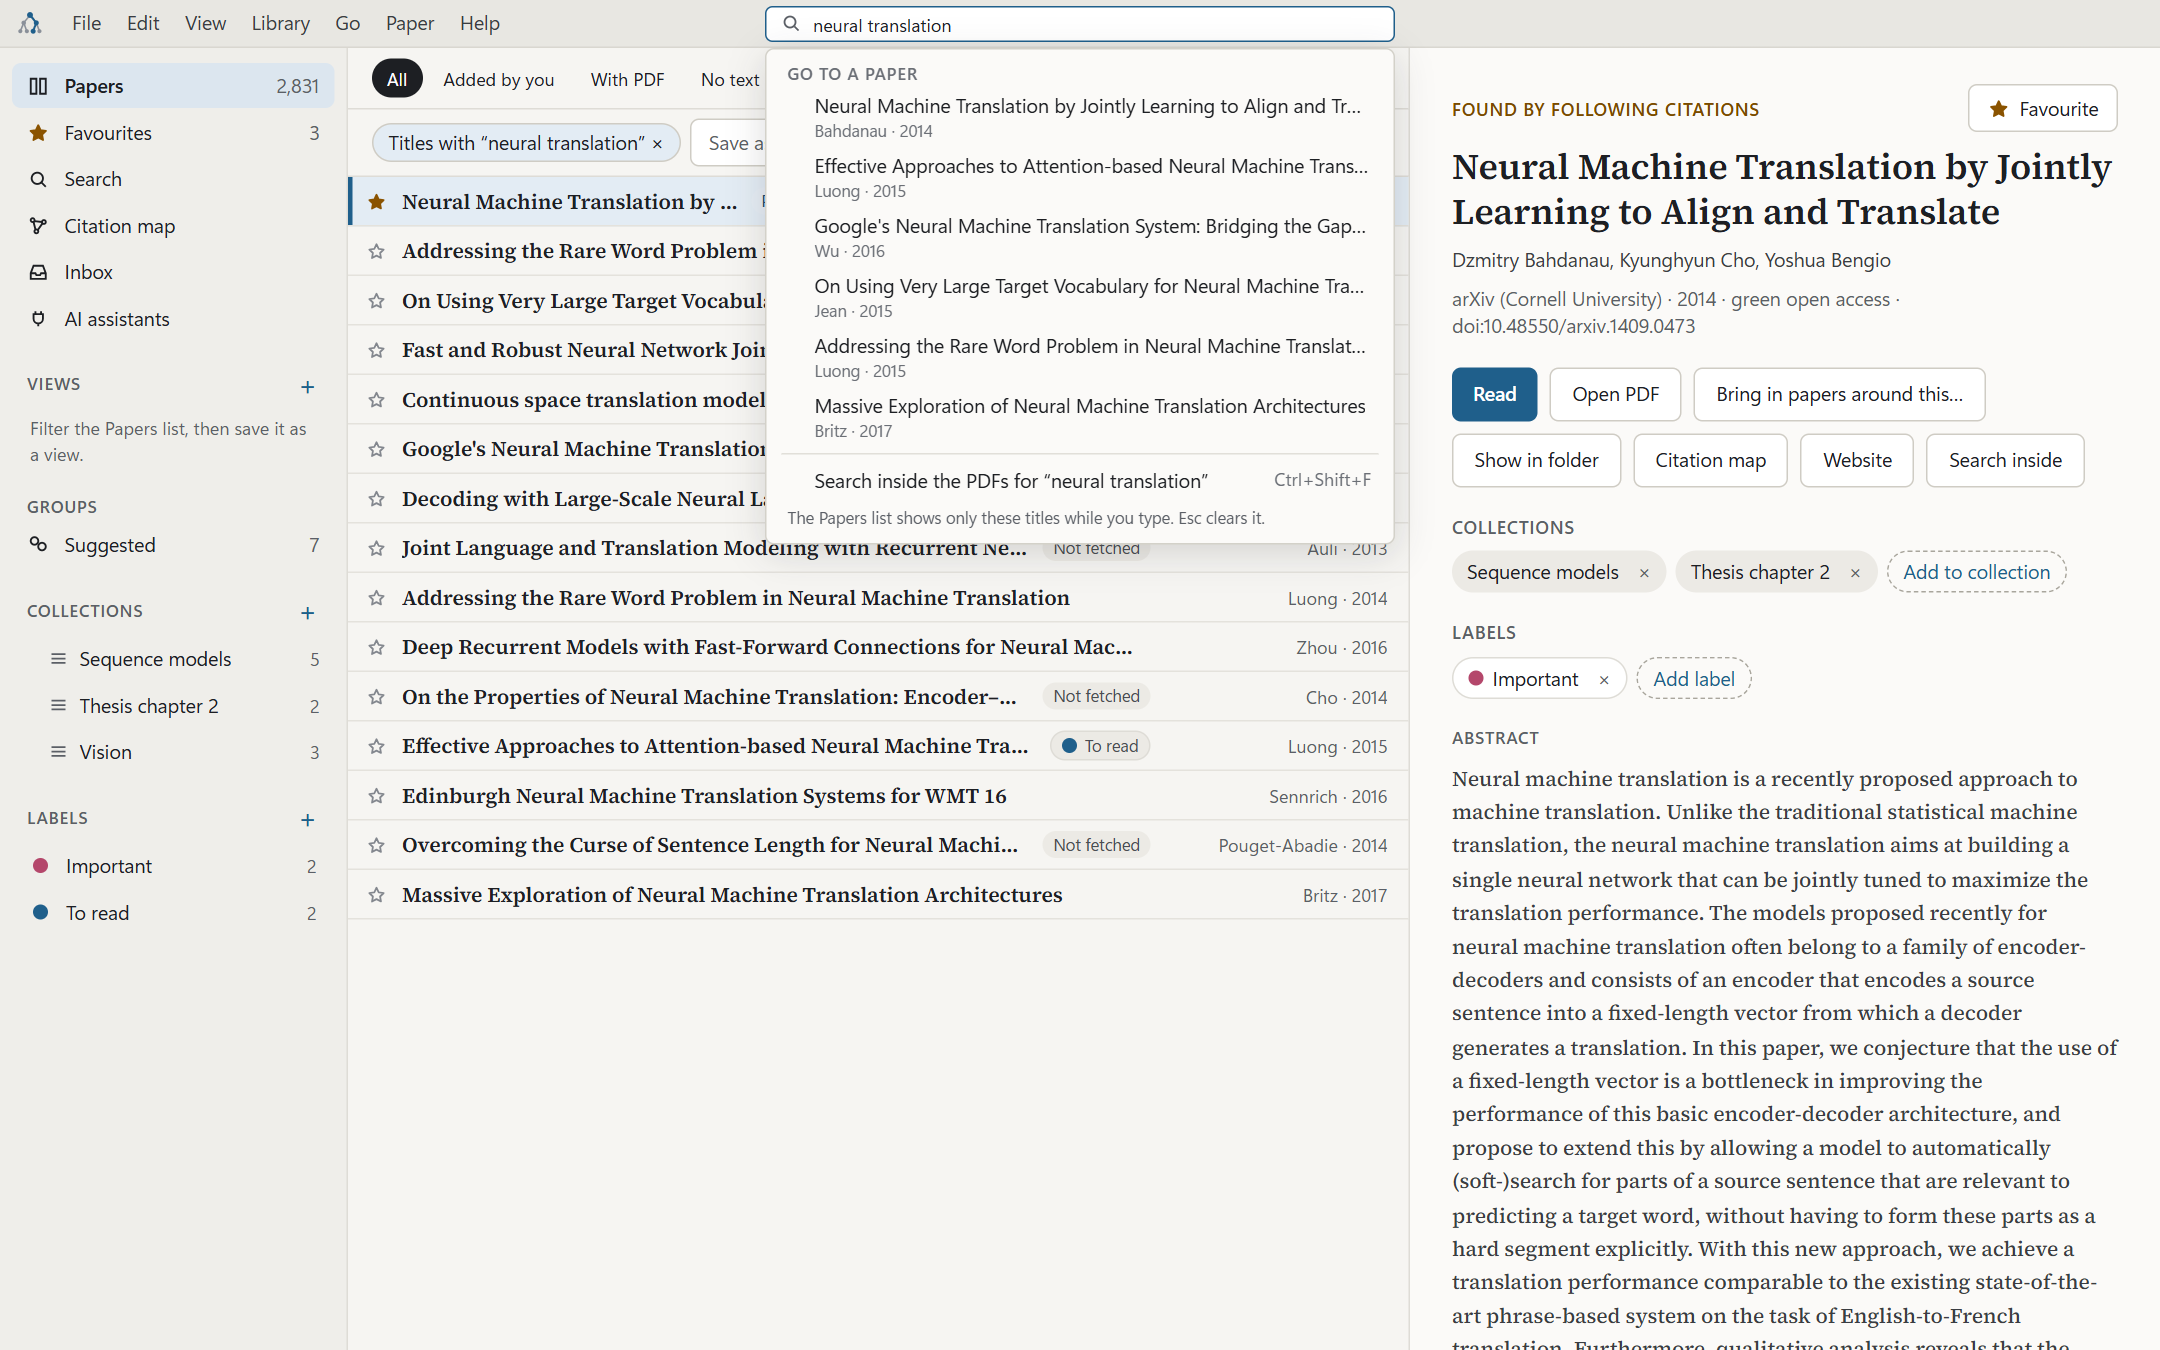 File Edit View Library Go Paper Help
neural translation
Papers 2,831
Favourites 3
Search
Citation map
Inbox
AI assistants
VIEWS +
Filter the Papers list, then save it as
a view.
GROUPS
Suggested 7
COLLECTIONS +
Sequence models 5
Thesis chapter 2 2
Vision 3
LABELS +
Important 2
To read 2
All Added by you With PDF No text
Titles with “neural translation” × Save a
Neural Machine Translation by ...
Addressing the Rare Word Problem
On Using Very Large Target Vocabul
Fast and Robust Neural Network Joi
Continuous space translation model
Google's Neural Machine Translation
Decoding with Large-Scale Neural L
Joint Language and Translation Modeling with Recurrent Ne... Not fetched Auli · 2013
Addressing the Rare Word Problem in Neural Machine Translation Luong · 2014
Deep Recurrent Models with Fast-Forward Connections for Neural Mac... Zhou · 2016
On the Properties of Neural Machine Translation: Encoder–... Not fetched Cho · 2014
Effective Approaches to Attention-based Neural Machine Tra... To read Luong · 2015
Edinburgh Neural Machine Translation Systems for WMT 16 Sennrich · 2016
Overcoming the Curse of Sentence Length for Neural Machi... Not fetched Pouget-Abadie · 2014
Massive Exploration of Neural Machine Translation Architectures Britz · 2017
GO TO A PAPER
Neural Machine Translation by Jointly Learning to Align and Tr...
Bahdanau · 2014
Effective Approaches to Attention-based Neural Machine Trans...
Luong · 2015
Google's Neural Machine Translation System: Bridging the Gap...
Wu · 2016
On Using Very Large Target Vocabulary for Neural Machine Tra...
Jean · 2015
Addressing the Rare Word Problem in Neural Machine Translat...
Luong · 2015
Massive Exploration of Neural Machine Translation Architectures
Britz · 2017
Search inside the PDFs for “neural translation” Ctrl+Shift+F
The Papers list shows only these titles while you type. Esc clears it.
FOUND BY FOLLOWING CITATIONS
Favourite
Neural Machine Translation by Jointly
Learning to Align and Translate
Dzmitry Bahdanau, Kyunghyun Cho, Yoshua Bengio
arXiv (Cornell University) · 2014 · green open access ·
doi:10.48550/arxiv.1409.0473
Read Open PDF Bring in papers around this...
Show in folder Citation map Website Search inside
COLLECTIONS
Sequence models × Thesis chapter 2 × Add to collection
LABELS
Important × Add label
ABSTRACT
Neural machine translation is a recently proposed approach to
machine translation. Unlike the traditional statistical machine
translation, the neural machine translation aims at building a
single neural network that can be jointly tuned to maximize the
translation performance. The models proposed recently for
neural machine translation often belong to a family of encoder-
decoders and consists of an encoder that encodes a source
sentence into a fixed-length vector from which a decoder
generates a translation. In this paper, we conjecture that the use of
a fixed-length vector is a bottleneck in improving the
performance of this basic encoder-decoder architecture, and
propose to extend this by allowing a model to automatically
(soft-)search for parts of a source sentence that are relevant to
predicting a target word, without having to form these parts as a
hard segment explicitly. With this new approach, we achieve a
translation performance comparable to the existing state-of-the-
art phrase-based system on the task of English-to-French
translation. Furthermore, qualitative analysis reveals that the